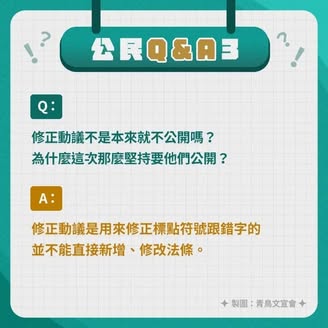 公民Q&A3
Q：
修正動議不是本來就不公開嗎？
為什麼這次那麼堅持要他們公開？
A：
修正動議是用來修正標點符號跟錯字的
並不能直接新增、修改法條。
製圖：青鳥文宣會